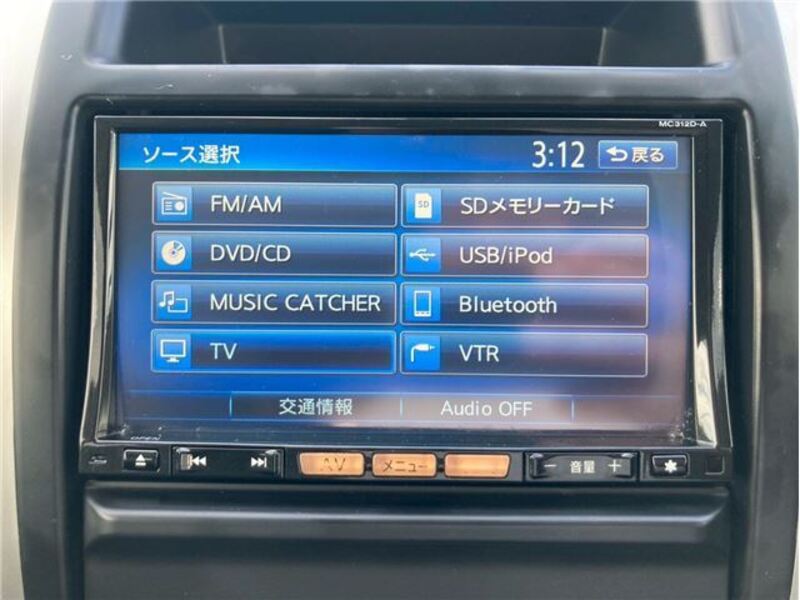 MC312D-A
ソース選択 3:12 戻る
FM/AM SDメモリーカード
DVD/CD USB/iPod
MUSIC CATCHER Bluetooth
TV VTR
交通情報 Audio OFF
OPEN
AV メニュー − 音量 +